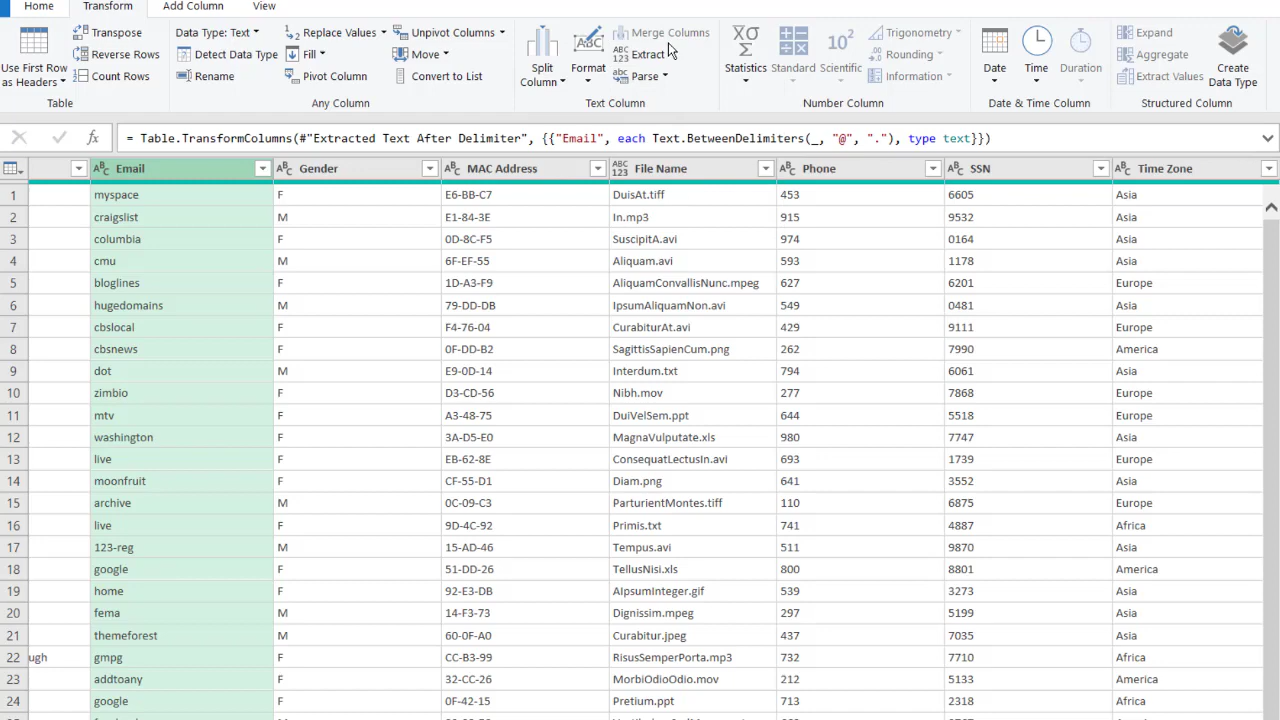 Home Transform Add Column View
Use First Row as Headers
Transpose
Reverse Rows
Count Rows
Table
Data Type: Text
Detect Data Type
Rename
Replace Values
Fill
Pivot Column
Unpivot Columns
Move
Convert to List
Any Column
Split Column
Format
ABC
Merge Columns
ABC 123 Extract
abc Parse
Text Column
ΧΟ Σ Statistics
Standard
10² Scientific
Trigonometry
Rounding
.00
Information
Number Column
Date
Time
Duration
Date & Time Column
Expand
Aggregate
Extract Values
Create Data Type
Structured Column
fx = Table.TransformColumns(#"Extracted Text After Delimiter", {{"Email", each Text.BetweenDelimiters(_, "@", "."), type text}})
ABC Email ABC Gender ABC MAC Address ABC 123 File Name ABC Phone ABC SSN ABC Time Zone
1 myspace F E6-BB-C7 DuisAt.tiff 453 6605 Asia
2 craigslist M E1-84-3E In.mp3 915 9532 Asia
3 columbia F 0D-8C-F5 SuscipitA.avi 974 0164 Asia
4 cmu M 6F-EF-55 Aliquam.avi 593 1178 Asia
5 bloglines F 1D-A3-F9 AliquamConvallisNunc.mpeg 627 6201 Europe
6 hugedomains M 79-DD-DB IpsumAliquamNon.avi 549 0481 Asia
7 cbslocal F F4-76-04 CurabiturAt.avi 429 9111 Europe
8 cbsnews F 0F-DD-B2 SagittisSapienCum.png 262 7990 America
9 dot M E9-0D-14 Interdum.txt 794 6061 Asia
10 zimbio F D3-CD-56 Nibh.mov 277 7868 Europe
11 mtv F A3-48-75 DuiVelSem.ppt 644 5518 Europe
12 washington F 3A-D5-E0 MagnaVulputate.xls 980 7747 Asia
13 live F EB-62-8E ConsequatLectusIn.avi 693 1739 Europe
14 moonfruit F CF-55-D1 Diam.png 641 3552 Asia
15 archive M 0C-09-C3 ParturientMontes.tiff 110 6875 Europe
16 live F 9D-4C-92 Primis.txt 741 4887 Africa
17 123-reg M 15-AD-46 Tempus.avi 511 9870 Asia
18 google F 51-DD-26 TellusNisi.xls 800 8801 America
19 home F 92-E3-DB AIpsumInteger.gif 539 3273 Asia
20 fema M 14-F3-73 Dignissim.mpeg 297 5199 Asia
21 themeforest M 60-0F-A0 Curabitur.jpeg 437 7035 Asia
22 ugh gmpg F CC-B3-99 RisusSemperPorta.mp3 732 7710 Africa
23 addtoany F 32-CC-26 MorbiOdioOdio.mov 212 5133 America
24 google F 0F-42-15 Pretium.ppt 713 2318 Africa